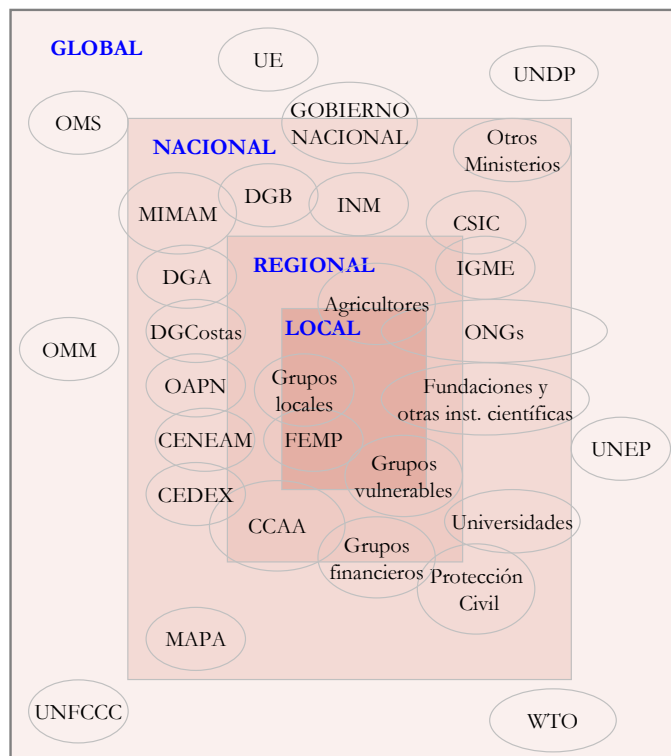 GLOBAL
UE
UNDP
OMS
GOBIERNO
NACIONAL
NACIONAL
Otros
Ministerios
DGB
INM
MIMAM
CSIC
REGIONAL
IGME
DGA
Agricultores
LOCAL
DGCostas
ONGs
OMM
OAPN
Grupos
locales
Fundaciones y
otras inst. científicas
CENEAM
FEMP
UNEP
Grupos
vulnerables
CEDEX
CCAA
Universidades
Grupos
financieros
Protección
Civil
MAPA
UNFCCC
WTO